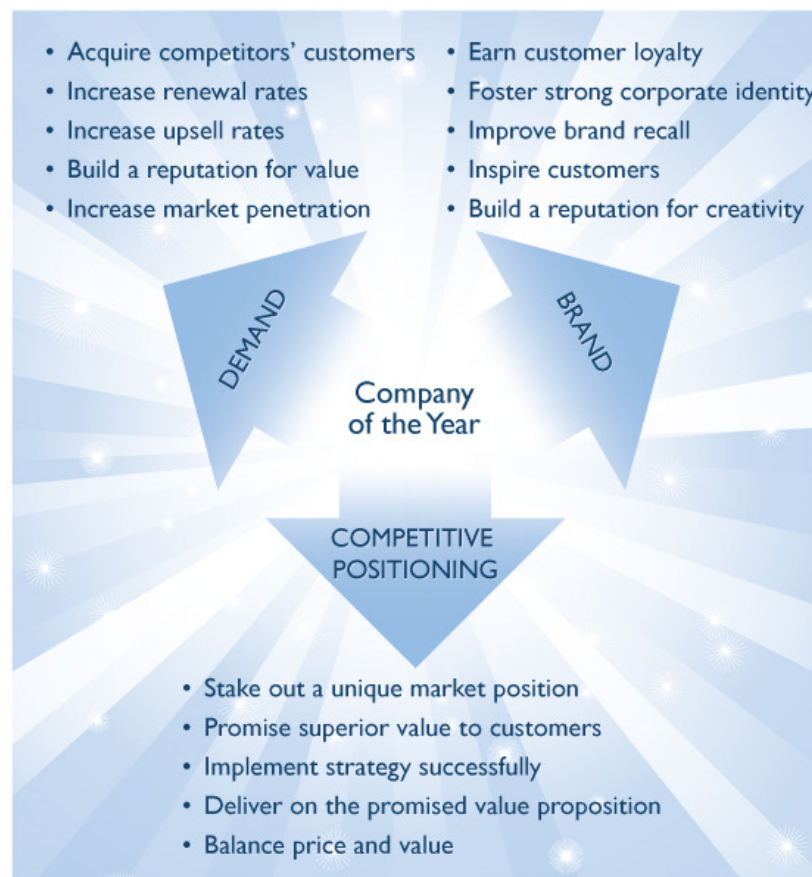 • Acquire competitors’ customers
• Increase renewal rates
• Increase upsell rates
• Build a reputation for value
• Increase market penetration
• Earn customer loyalty
• Foster strong corporate identity
• Improve brand recall
• Inspire customers
• Build a reputation for creativity
DEMAND
BRAND
Company
of the Year
COMPETITIVE
POSITIONING
• Stake out a unique market position
• Promise superior value to customers
• Implement strategy successfully
• Deliver on the promised value proposition
• Balance price and value